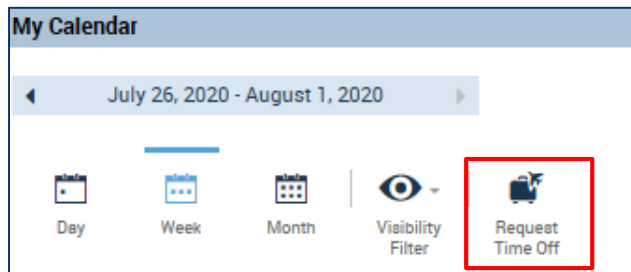 My Calendar
July 26, 2020 - August 1, 2020
Day
Week
Month
Visibility
Filter
Request
Time Off